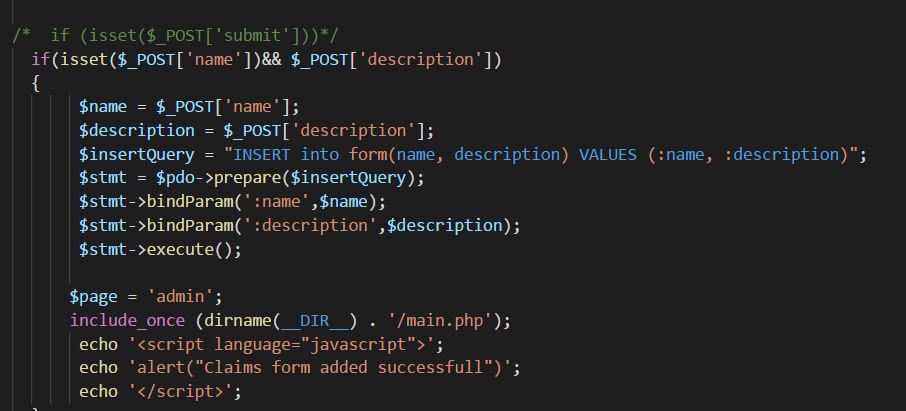 /*  if (isset($_POST['submit']))*/
if(isset($_POST['name'])&& $_POST['description'])
{
$name = $_POST['name'];
$description = $_POST['description'];
$insertQuery = "INSERT into form(name, description) VALUES (:name, :description)";
$stmt = $pdo->prepare($insertQuery);
$stmt->bindParam(':name',$name);
$stmt->bindParam(':description',$description);
$stmt->execute();
$page = 'admin';
include_once (dirname(__DIR__) . '/main.php');
echo '<script language="javascript">';
echo 'alert("Claims form added successfull")';
echo '</script>';